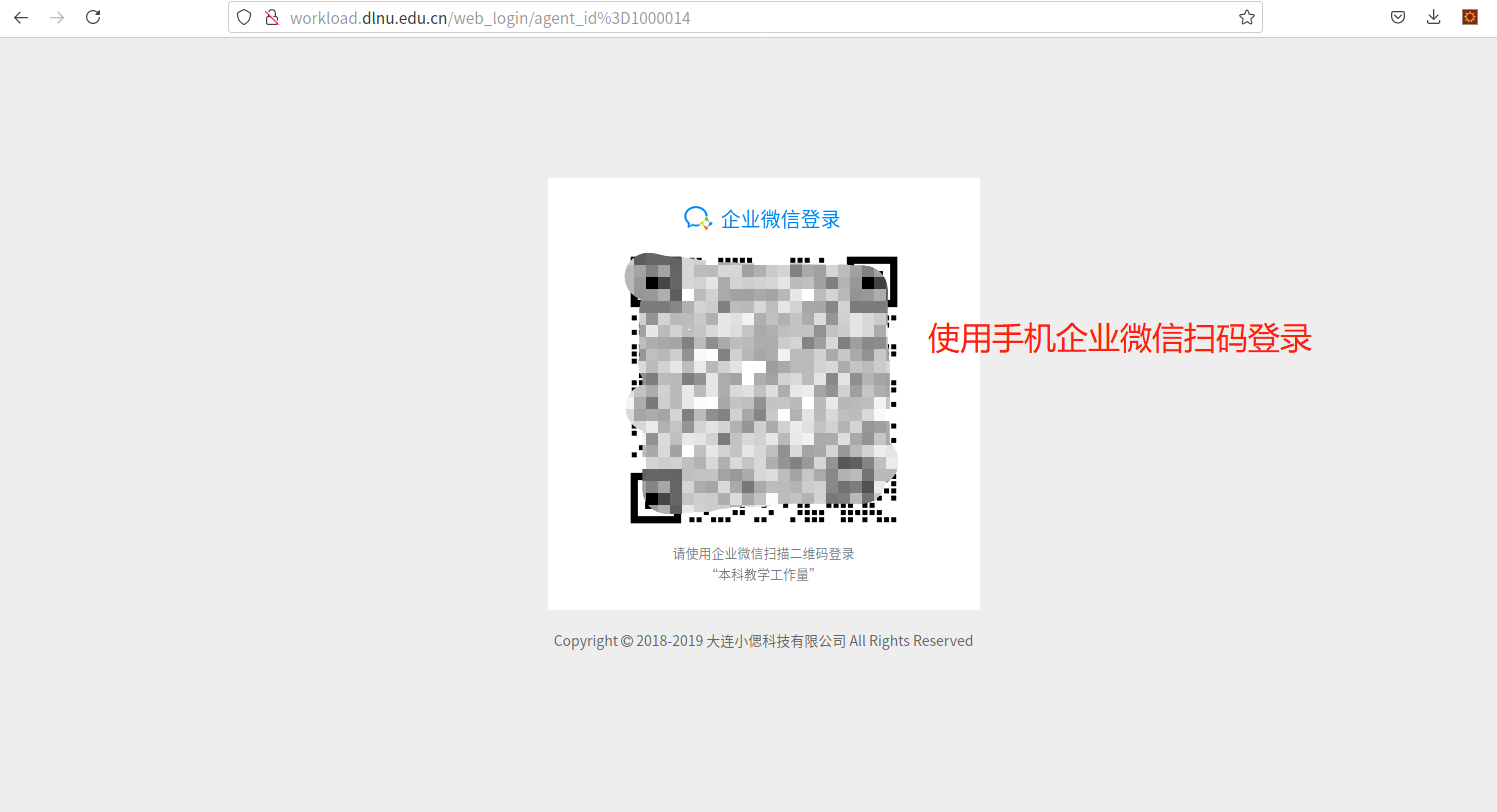 workload.dlnu.edu.cn/web_login/agent_id%3D1000014
企业微信登录
使用手机企业微信扫码登录
请使用企业微信扫描二维码登录
“本科教学工作量”
Copyright © 2018-2019 大连小偲科技有限公司 All Rights Reserved